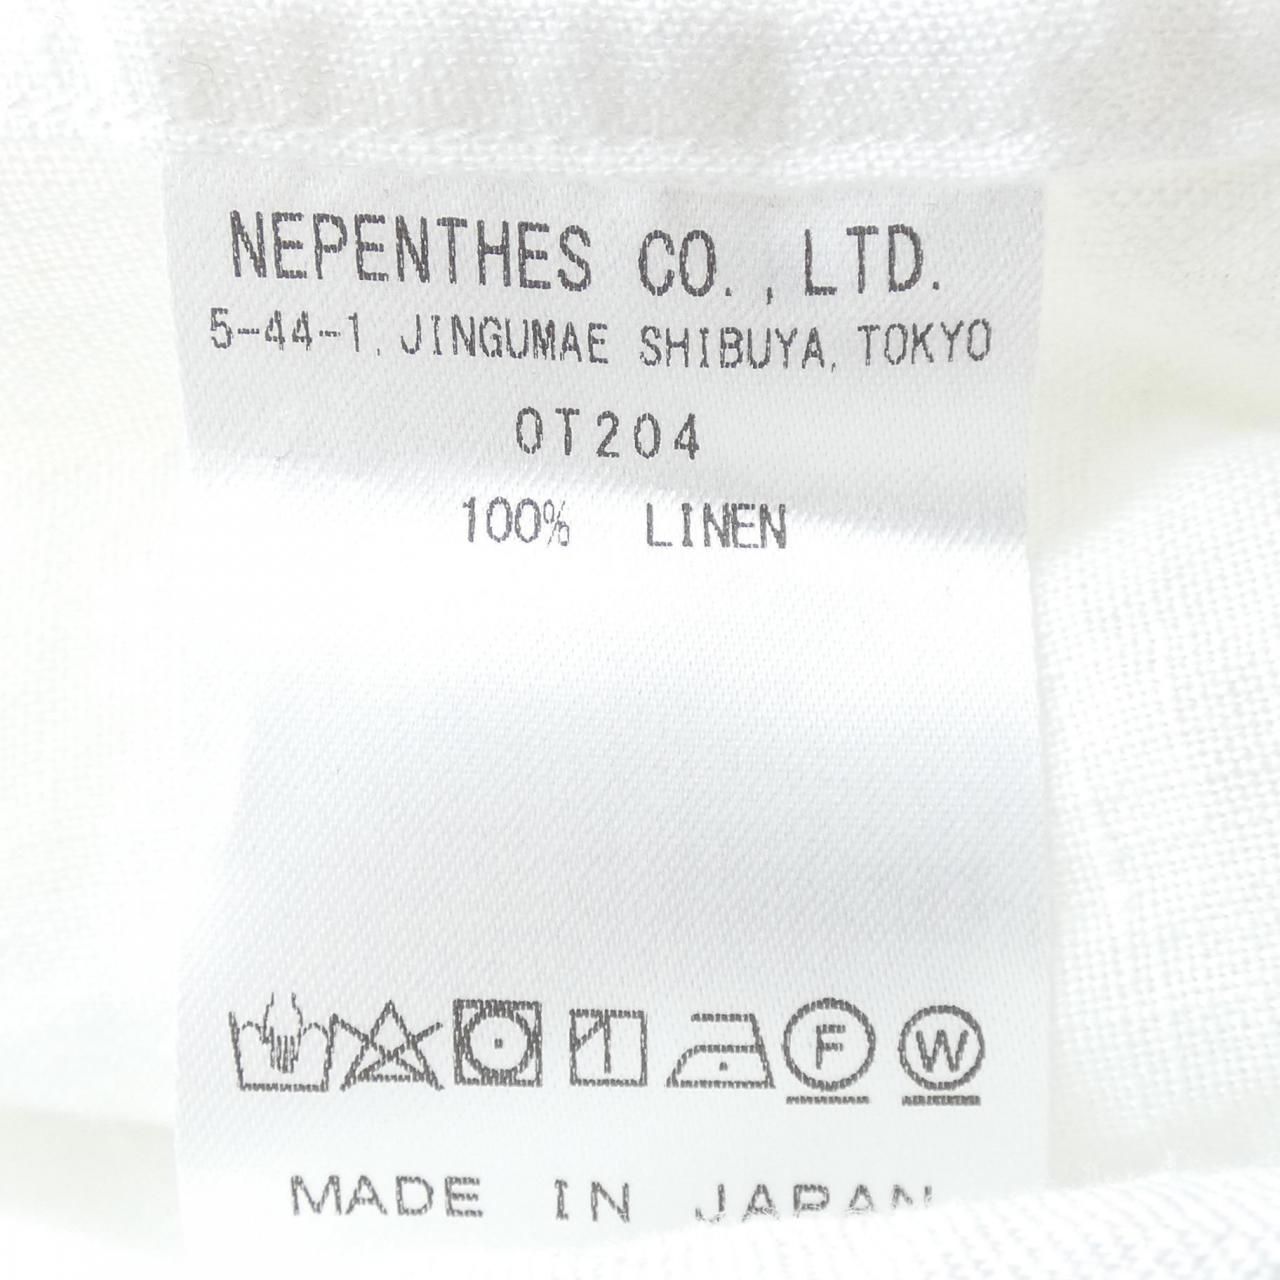 NEPENTHES CO., LTD.
5-44-1, JINGUMAE SHIBUYA, TOKYO
OT204
100% LINEN
F W
MADE IN JAPAN